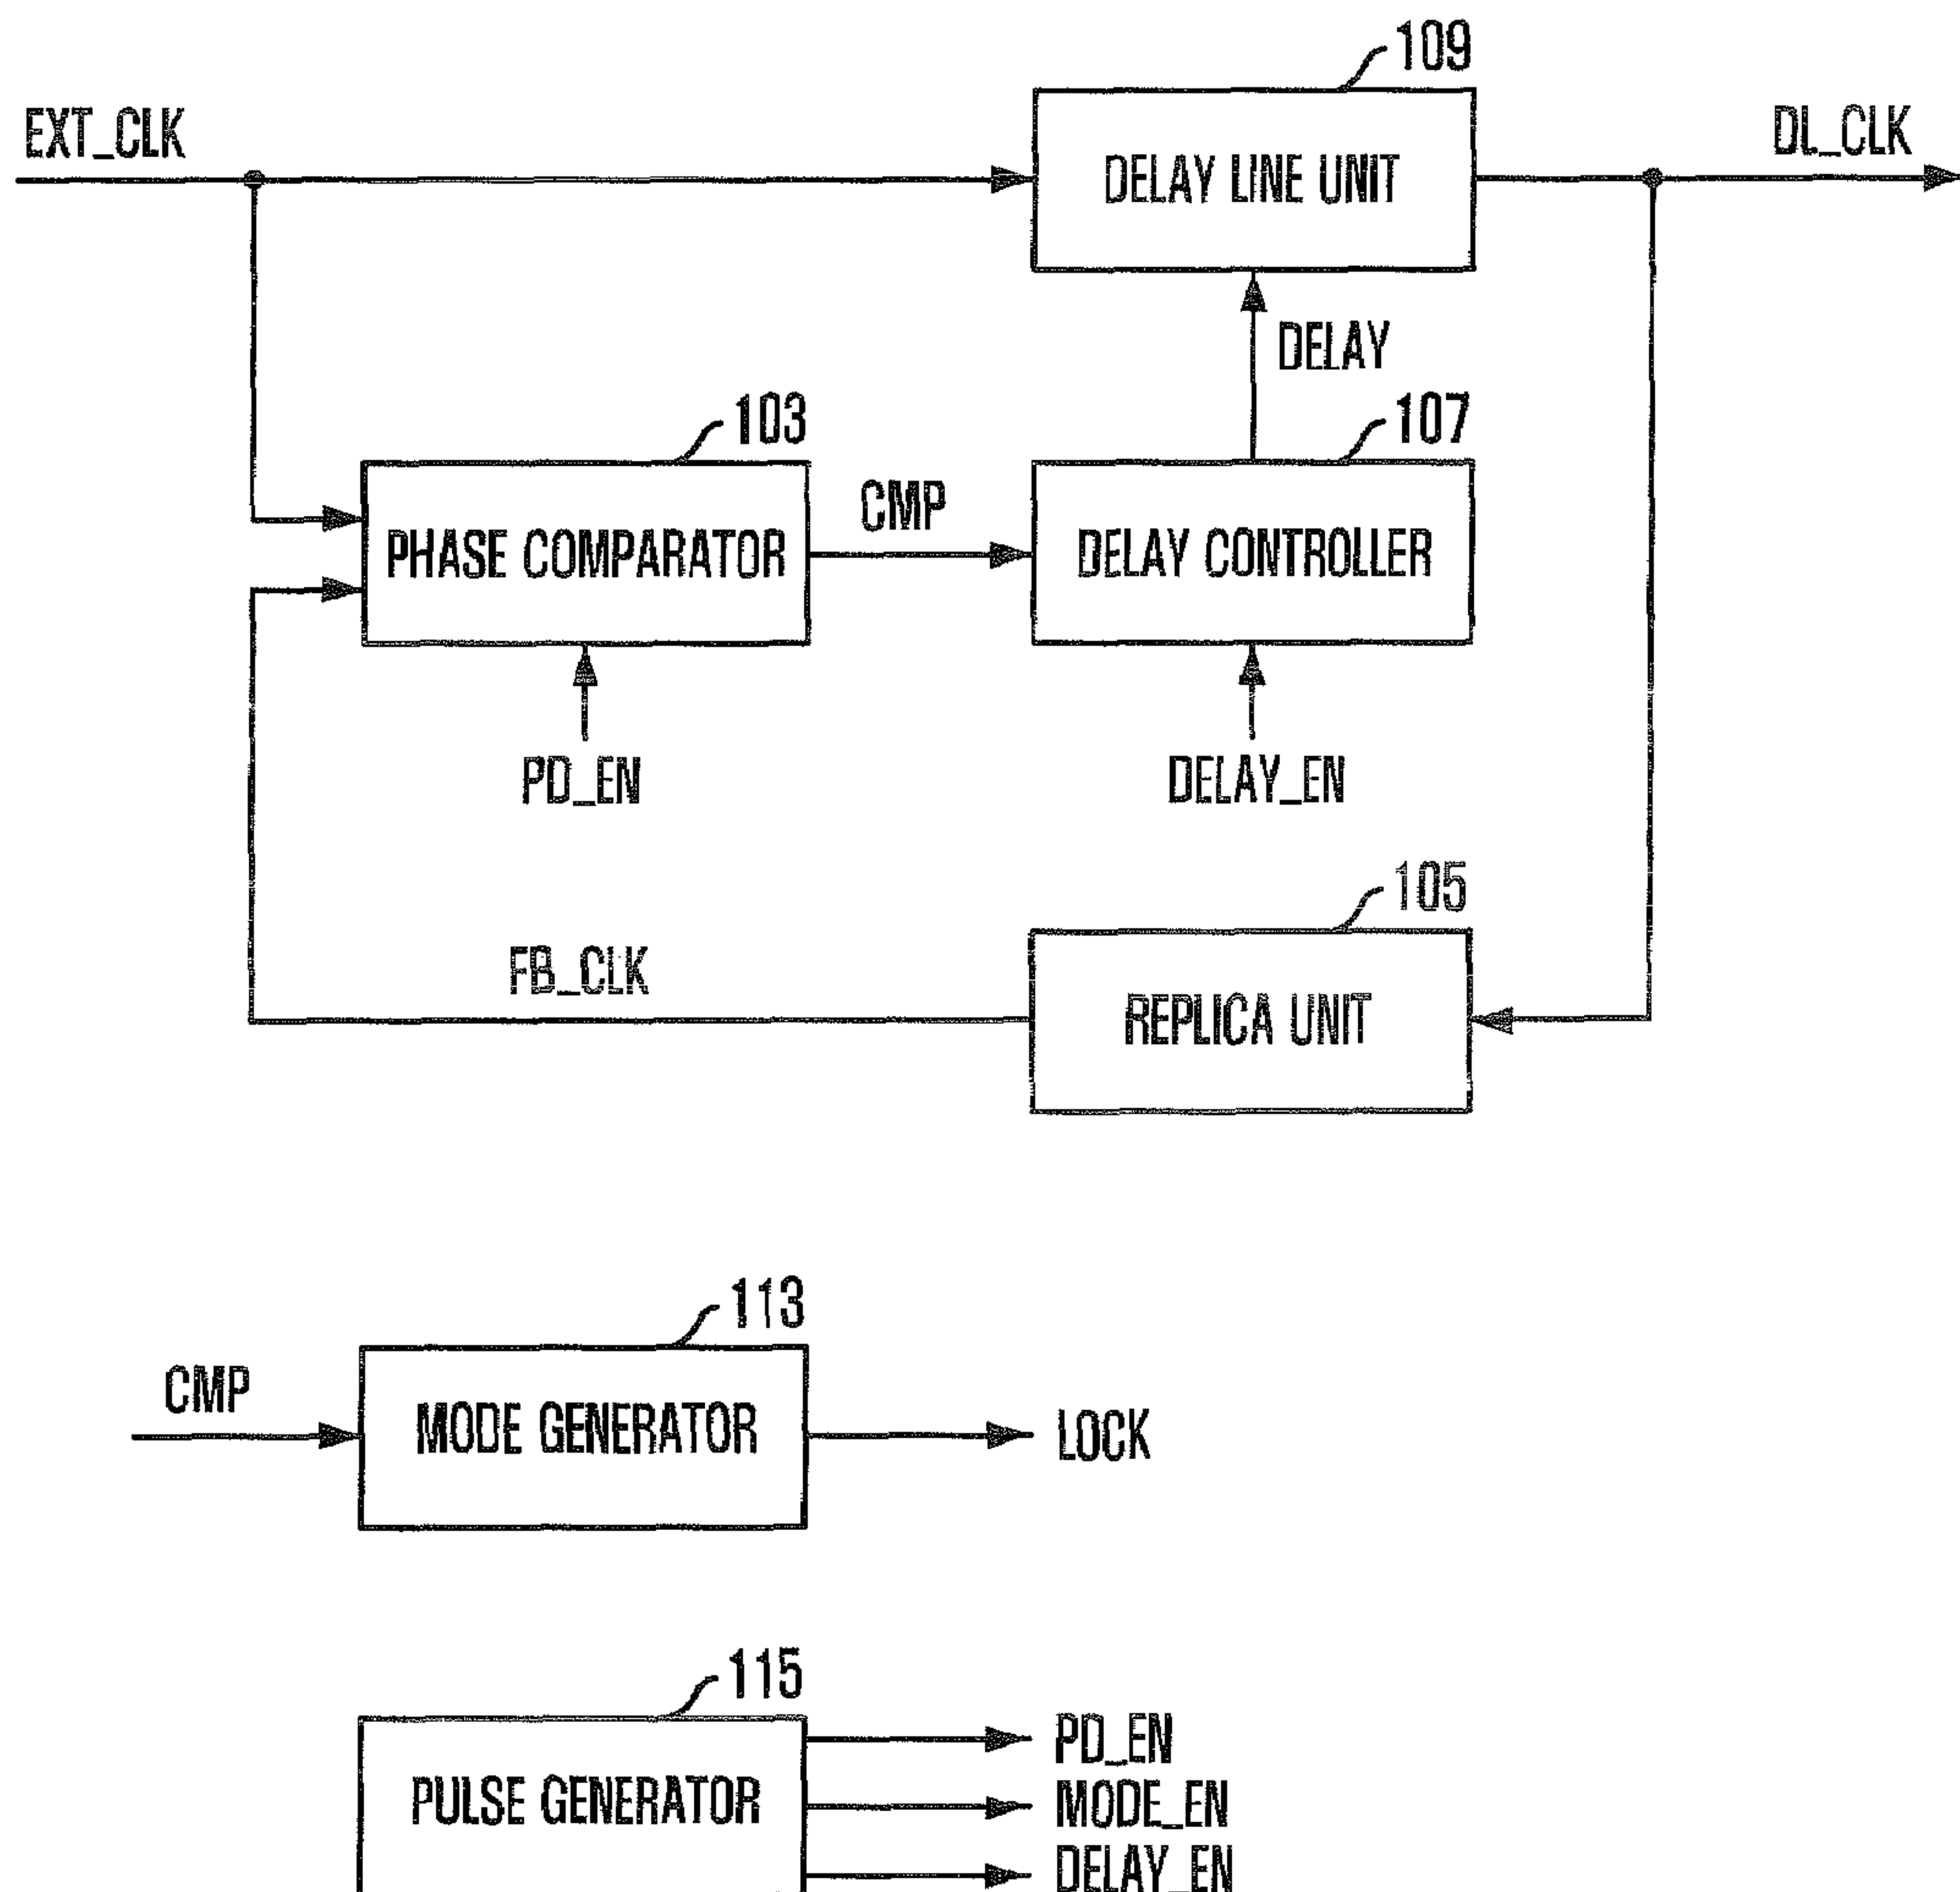 109
EXT_CLK
DL_CLK
DELAY LINE UNIT
DELAY
103
107
CMP
PHASE COMPARATOR
DELAY CONTROLLER
PD_EN
DELAY_EN
105
FB_CLK
REPLICA UNIT
113
CMP
MODE GENERATOR
LOCK
115
PD_EN
PULSE GENERATOR
MODE_EN
DELAY_EN